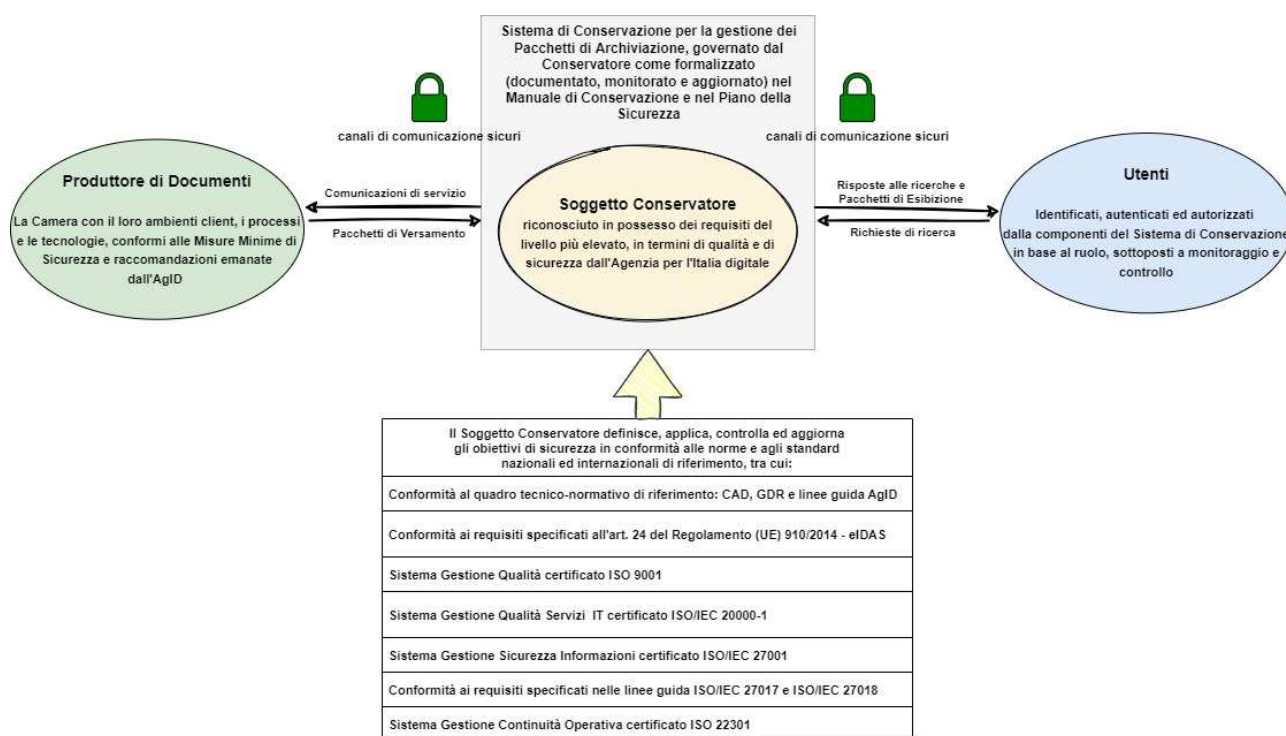 Sistema di Conservazione per la gestione dei
Pacchetti di Archiviazione, governato dal
Conservatore come formalizzato
(documentato, monitorato e aggiornato) nel
Manuale di Conservazione e nel Piano della
Sicurezza
canali di comunicazione sicuri
canali di comunicazione sicuri
Produttore di Documenti
La Camera con il loro ambienti client, i processi
e le tecnologie, conformi alle Misure Minime di
Sicurezza e raccomandazioni emanate
dall'AgID
Comunicazioni di servizio
Pacchetti di Versamento
Soggetto Conservatore
riconosciuto in possesso dei requisiti del
livello più elevato, in termini di qualità e di
sicurezza dall'Agenzia per l'Italia digitale
Risposte alle ricerche e
Pacchetti di Esibizione
Richieste di ricerca
Utenti
Identificati, autenticati ed autorizzati
dalla componenti del Sistema di Conservazione
in base al ruolo, sottoposti a monitoraggio e
controllo
Il Soggetto Conservatore definisce, applica, controlla ed aggiorna
gli obiettivi di sicurezza in conformità alle norme e agli standard
nazionali ed internazionali di riferimento, tra cui:
Conformità al quadro tecnico-normativo di riferimento: CAD, GDR e linee guida AgID
Conformità ai requisiti specificati all'art. 24 del Regolamento (UE) 910/2014 - eIDAS
Sistema Gestione Qualità certificato ISO 9001
Sistema Gestione Qualità Servizi IT certificato ISO/IEC 20000-1
Sistema Gestione Sicurezza Informazioni certificato ISO/IEC 27001
Conformità ai requisiti specificati nelle linee guida ISO/IEC 27017 e ISO/IEC 27018
Sistema Gestione Continuità Operativa certificato ISO 22301